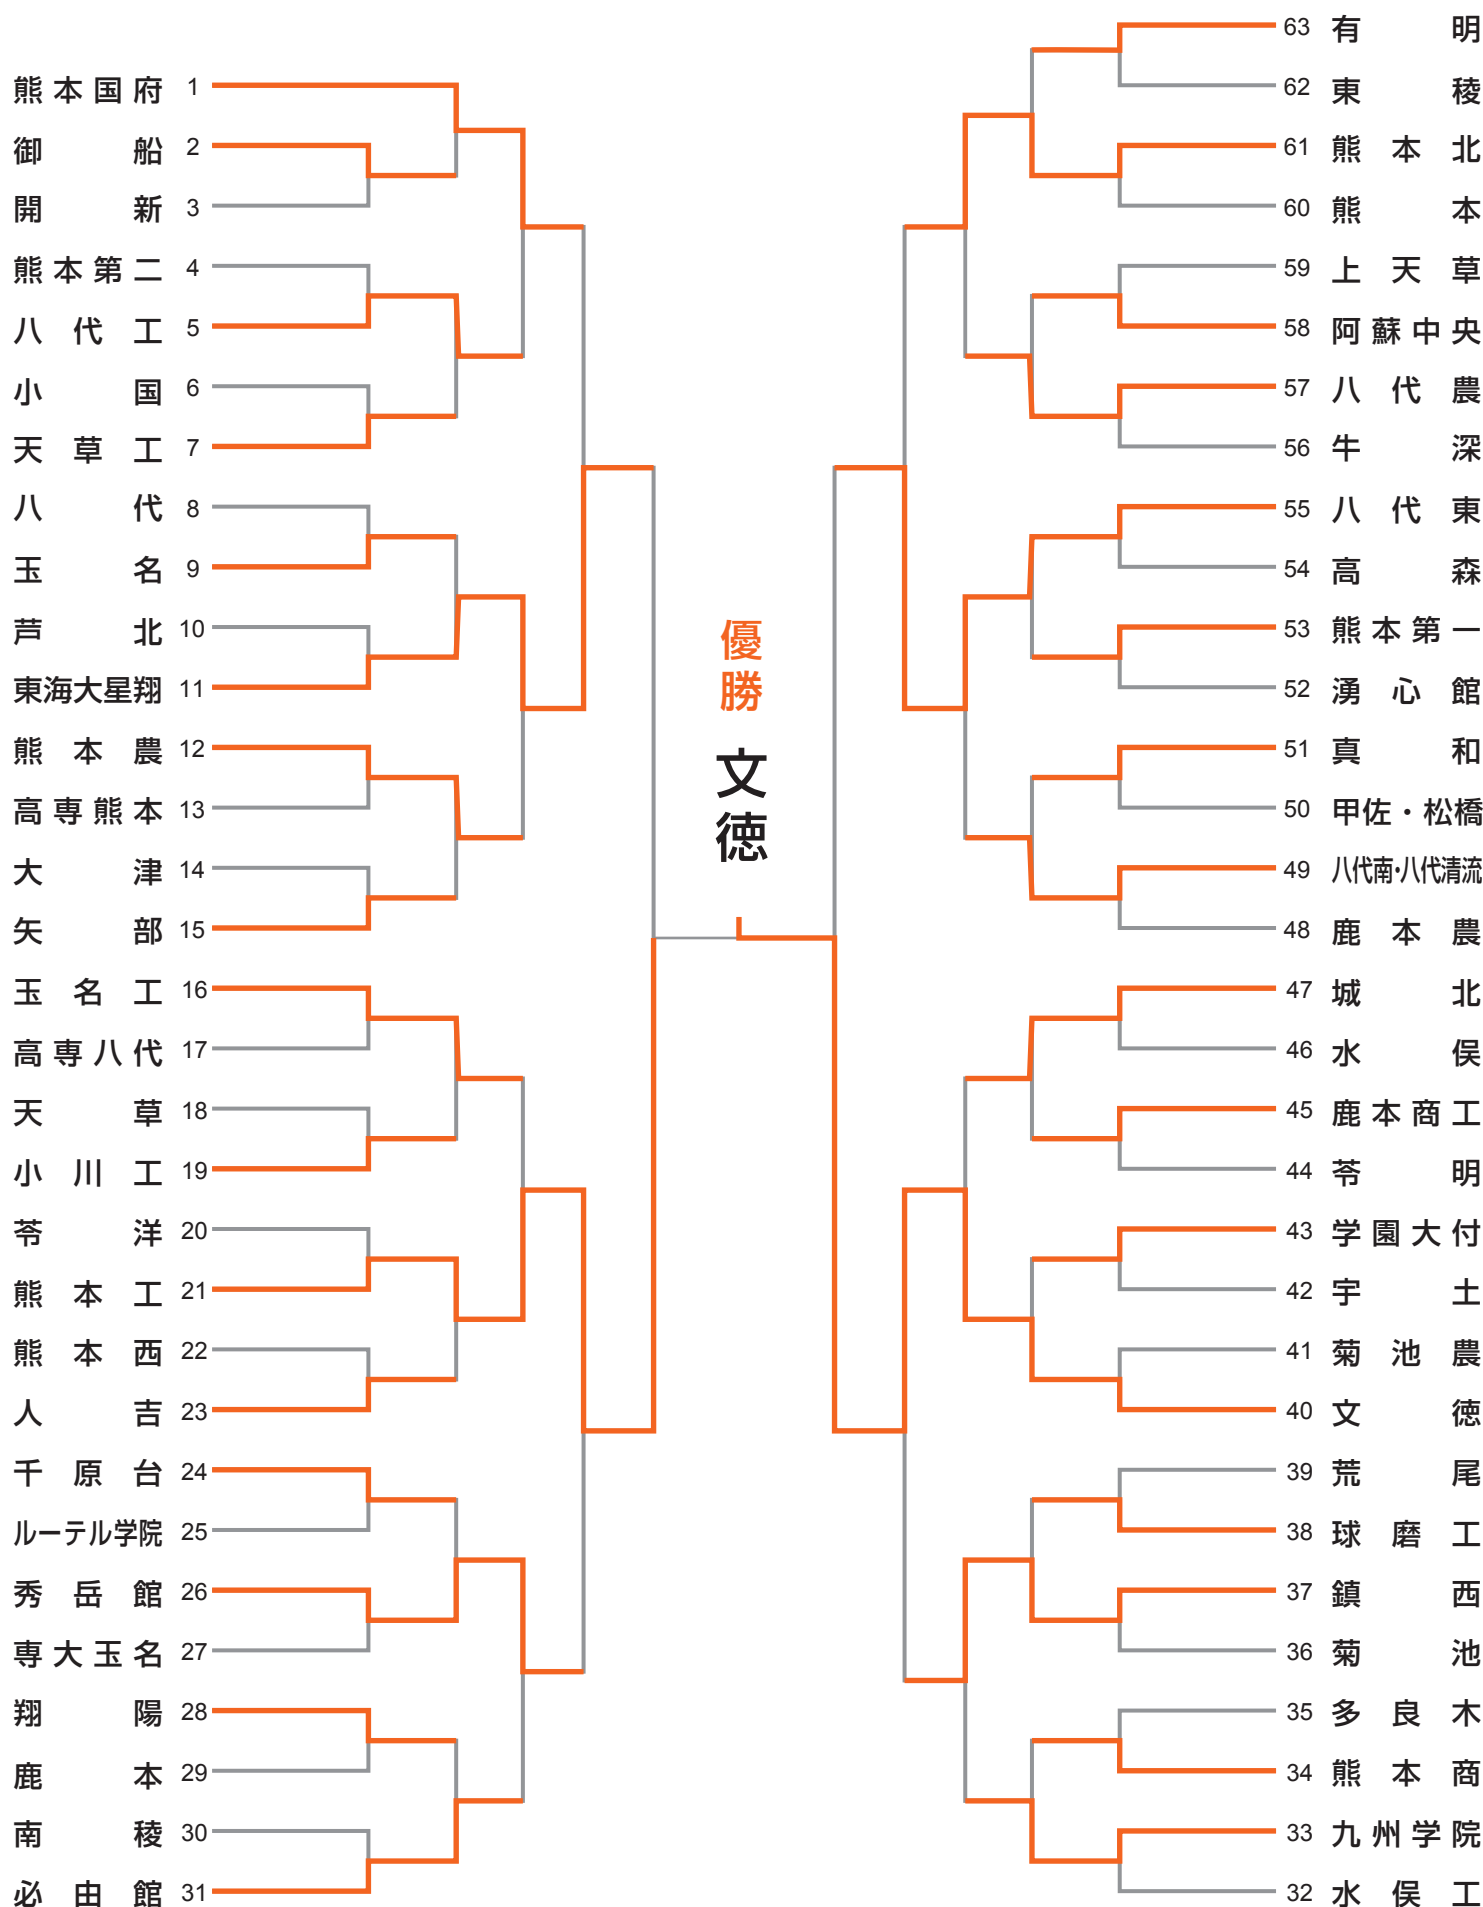 熊本国府 1
御船 2
開新 3
熊本第二 4
八代工 5
小国 6
天草工 7
八代 8
玉名 9
芦北 10
東海大星翔 11
熊本農 12
高専熊本 13
大津 14
矢部 15
玉名工 16
高専八代 17
天草 18
小川工 19
苓洋 20
熊本工 21
熊本西 22
人吉 23
千原台 24
ルーテル学院 25
秀岳館 26
専大玉名 27
翔陽 28
鹿本 29
南稜 30
必由館 31
優勝
文徳
63 有明
62 東稜
61 熊本北
60 熊本
59 上天草
58 阿蘇中央
57 八代農
56 牛深
55 八代東
54 高森
53 熊本第一
52 湧心館
51 真和
50 甲佐・松橋
49 八代南・八代清流
48 鹿本農
47 城北
46 水俣
45 鹿本商工
44 苓明
43 学園大付
42 宇土
41 菊池農
40 文徳
39 荒尾
38 球磨工
37 鎮西
36 菊池
35 多良木
34 熊本商
33 九州学院
32 水俣工